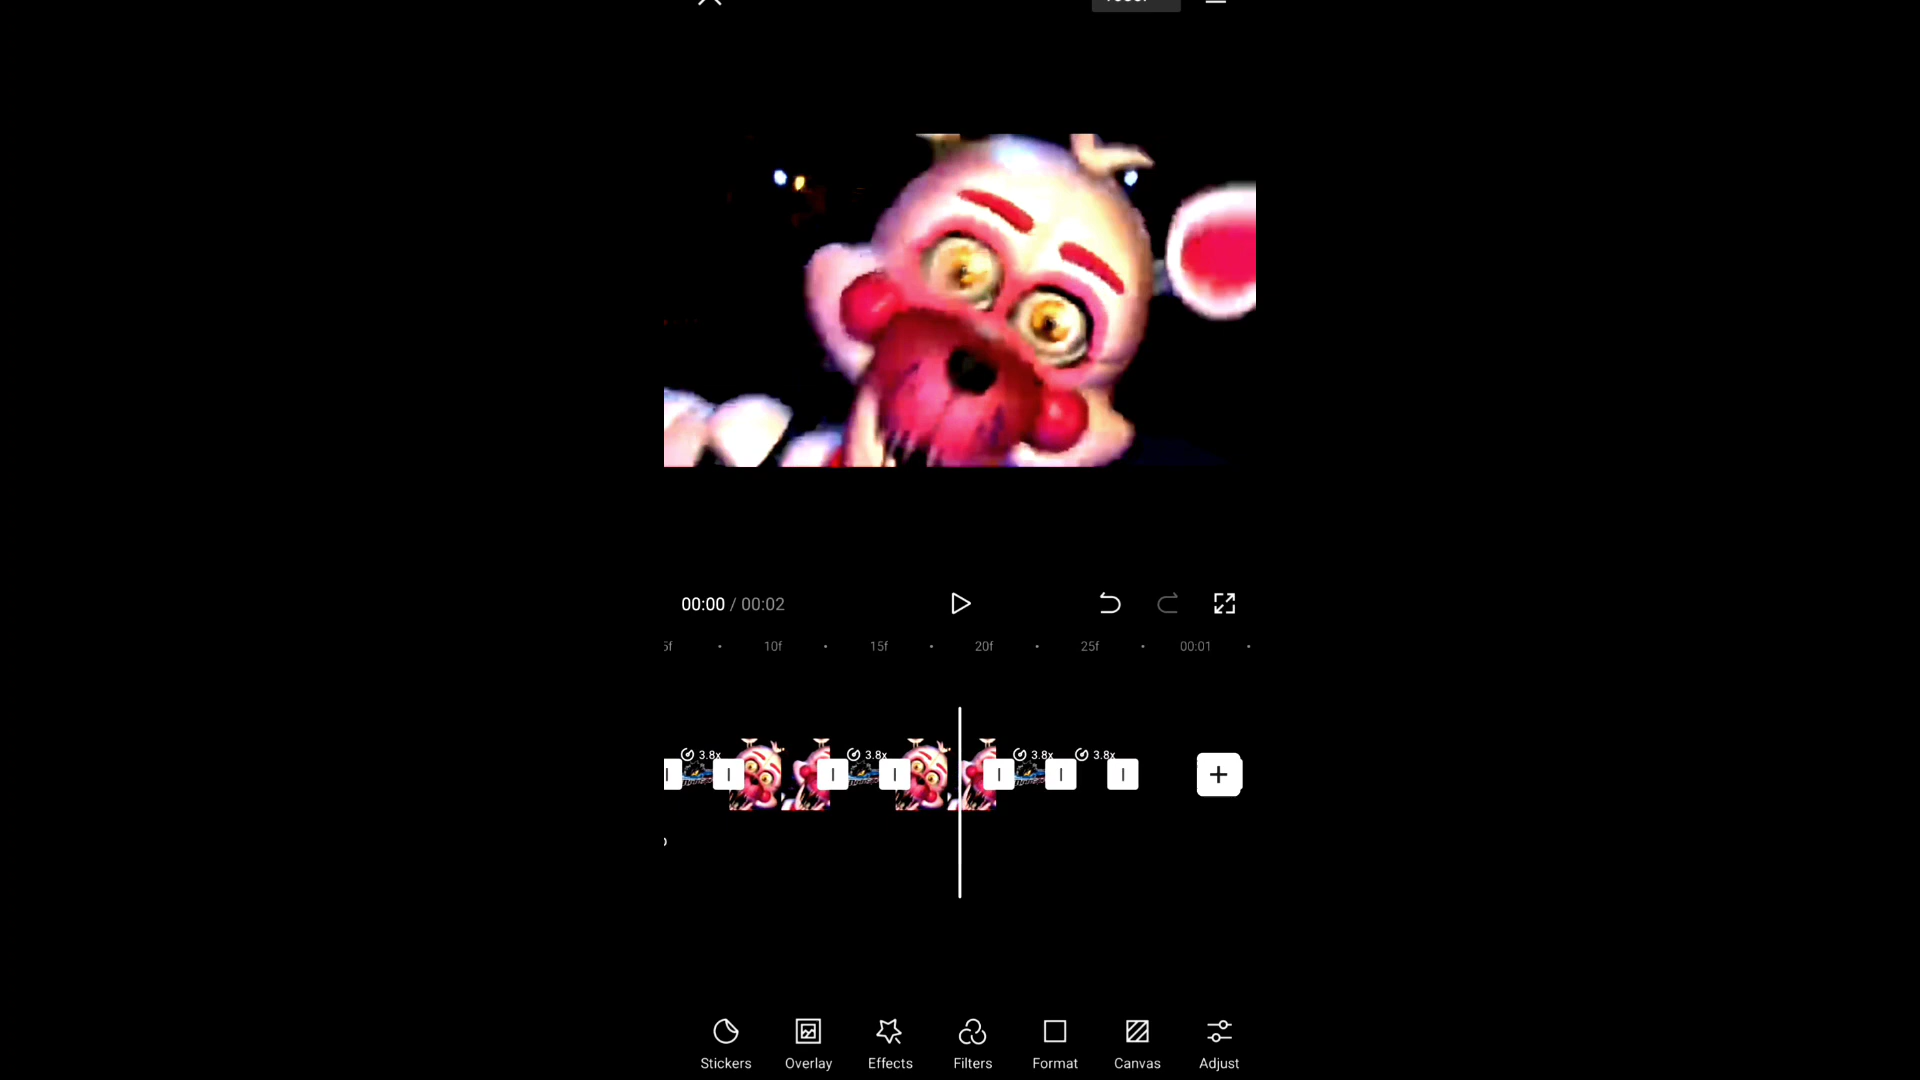 00:00 / 00:02
10f 15f 20f 25f 00:01
3.8x 3.8x 3.8x 3.8x
Stickers Overlay Effects Filters Format Canvas Adjust